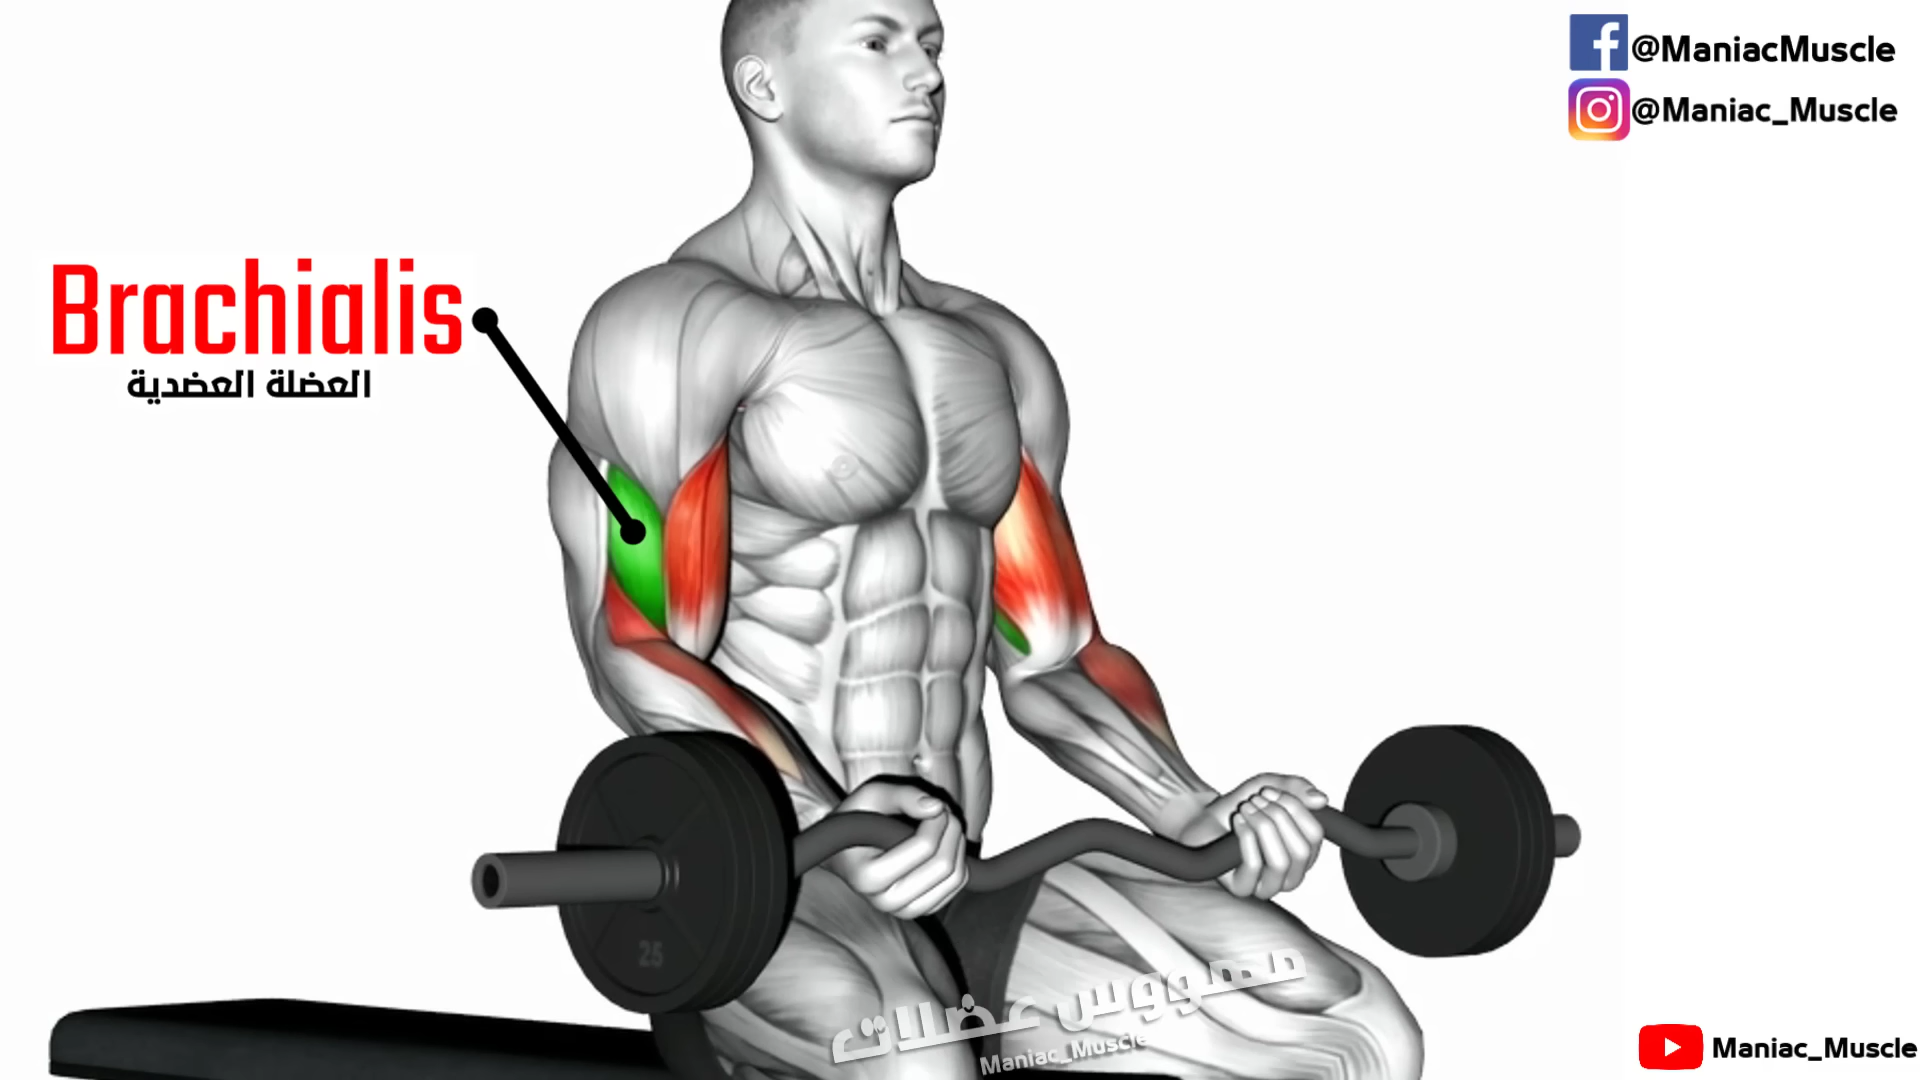 @ManiacMuscle
@Maniac_Muscle
Brachialis
العضلة العضدية
25
مهووس عضلات
Maniac_Muscle
Maniac_Muscle